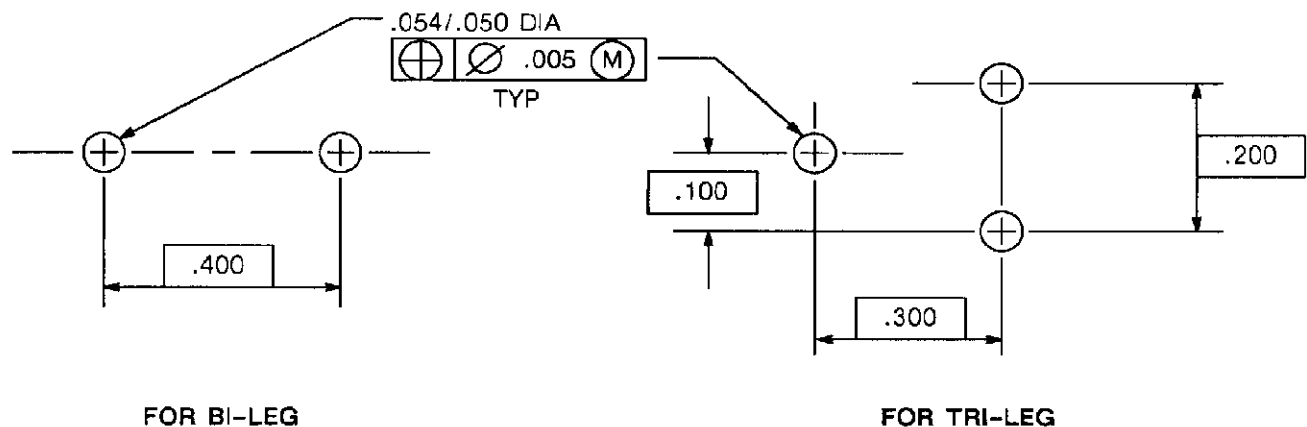 .054/.050 DIA
⌖ ⌀ .005 Ⓜ
TYP
.400
.100
.200
.300
FOR BI-LEG
FOR TRI-LEG